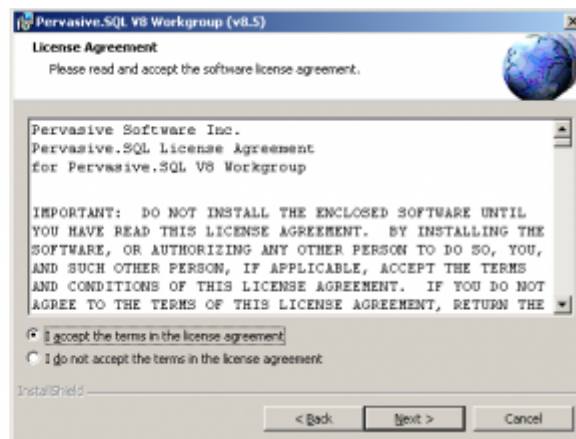 Pervasive.SQL V8 Workgroup (v8.5)
License Agreement
Please read and accept the software license agreement.
Pervasive Software Inc.
Pervasive.SQL License Agreement
for Pervasive.SQL V8 Workgroup
IMPORTANT: DO NOT INSTALL THE ENCLOSED SOFTWARE UNTIL
YOU HAVE READ THIS LICENSE AGREEMENT. BY INSTALLING THE
SOFTWARE, OR AUTHORIZING ANY OTHER PERSON TO DO SO, YOU,
AND SUCH OTHER PERSON, IF APPLICABLE, ACCEPT THE TERMS
AND CONDITIONS OF THIS LICENSE AGREEMENT. IF YOU DO NOT
AGREE TO THE TERMS OF THIS LICENSE AGREEMENT, RETURN THE
I accept the terms in the license agreement
I do not accept the terms in the license agreement
InstallShield
< Back Next > Cancel